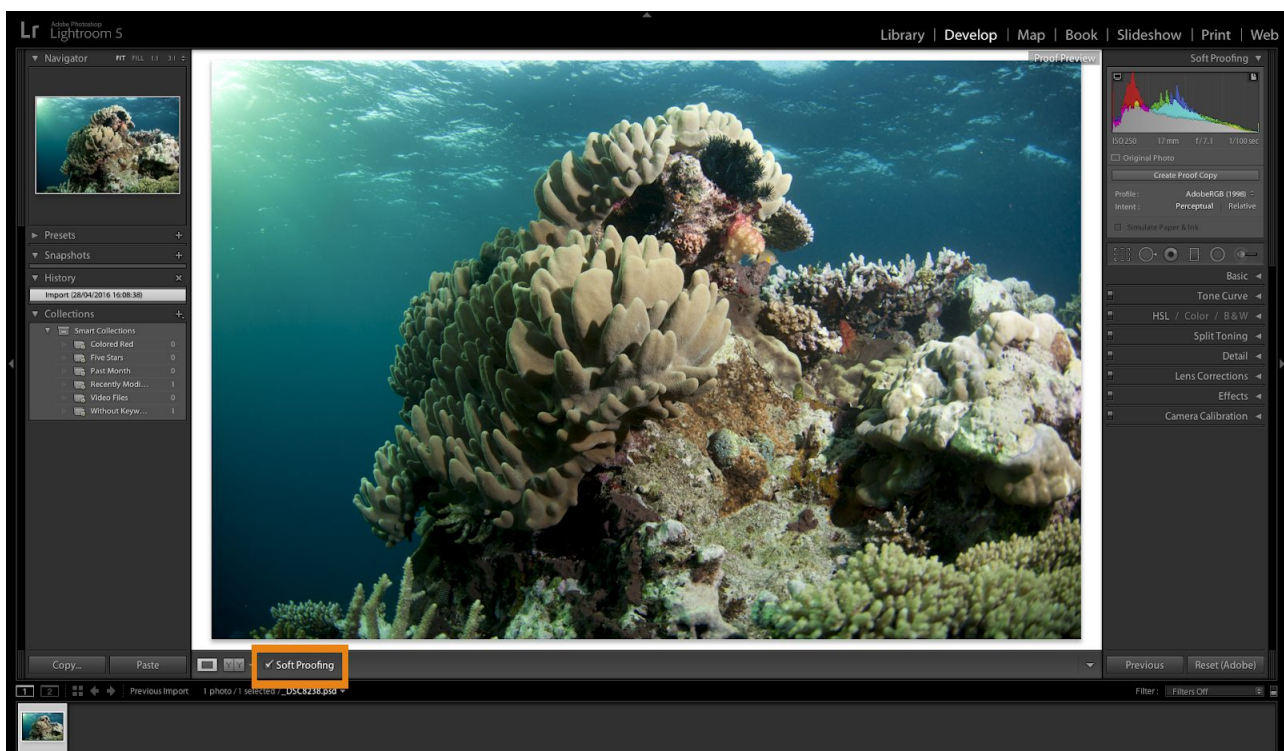 Lr Adobe Photoshop
Lightroom 5
Library | Develop | Map | Book | Slideshow | Print | Web
Navigator FIT FILL 1:1 3:1
Presets
Snapshots
History
Import (28/04/2016 16:08:38)
Collections
Smart Collections
Colored Red 0
Five Stars 0
Past Month 0
Recently Modi... 1
Video Files 0
Without Keyw... 1
Copy... Paste
Proof Preview
Y Y
✓ Soft Proofing
Soft Proofing
ISO 250 17 mm f/7.1 1/100 sec
Original Photo
Create Proof Copy
Profile: AdobeRGB (1998)
Intent: Perceptual Relative
Simulate Paper & Ink
Basic
Tone Curve
HSL / Color / B & W
Split Toning
Detail
Lens Corrections
Effects
Camera Calibration
Previous Reset (Adobe)
1 2 Previous Import 1 photo / 1 selected / _DSC8238.psd
Filter: Filters Off